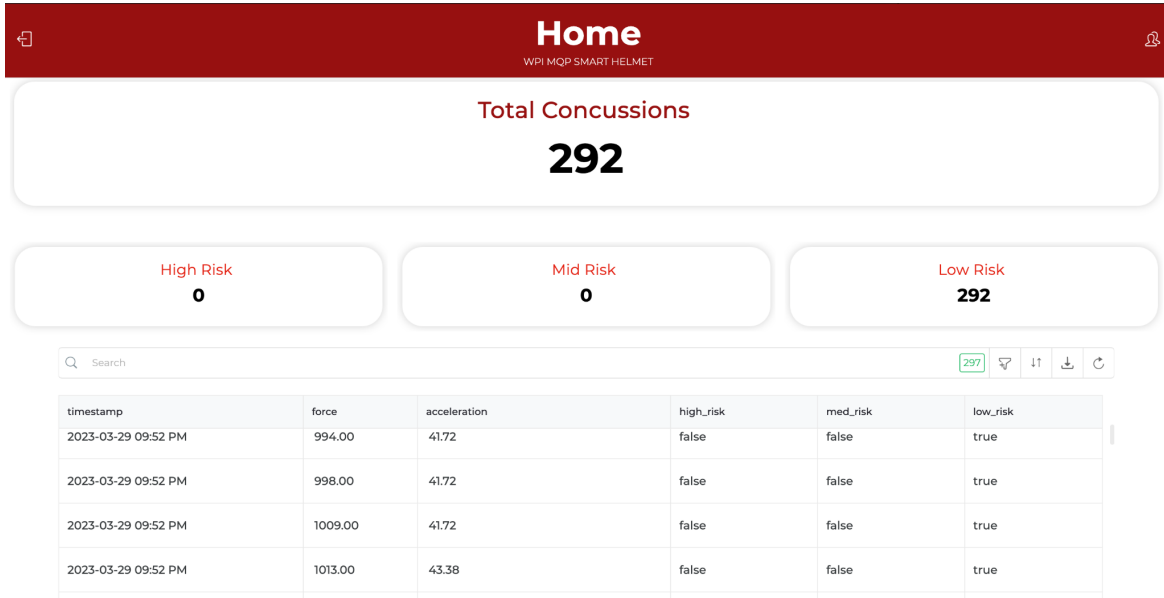 Home
WPI MQP SMART HELMET
Total Concussions
292
High Risk
0
Mid Risk
0
Low Risk
292
Search
297
timestamp force acceleration high_risk med_risk low_risk
2023-03-29 09:52 PM 994.00 41.72 false false true
2023-03-29 09:52 PM 998.00 41.72 false false true
2023-03-29 09:52 PM 1009.00 41.72 false false true
2023-03-29 09:52 PM 1013.00 43.38 false false true